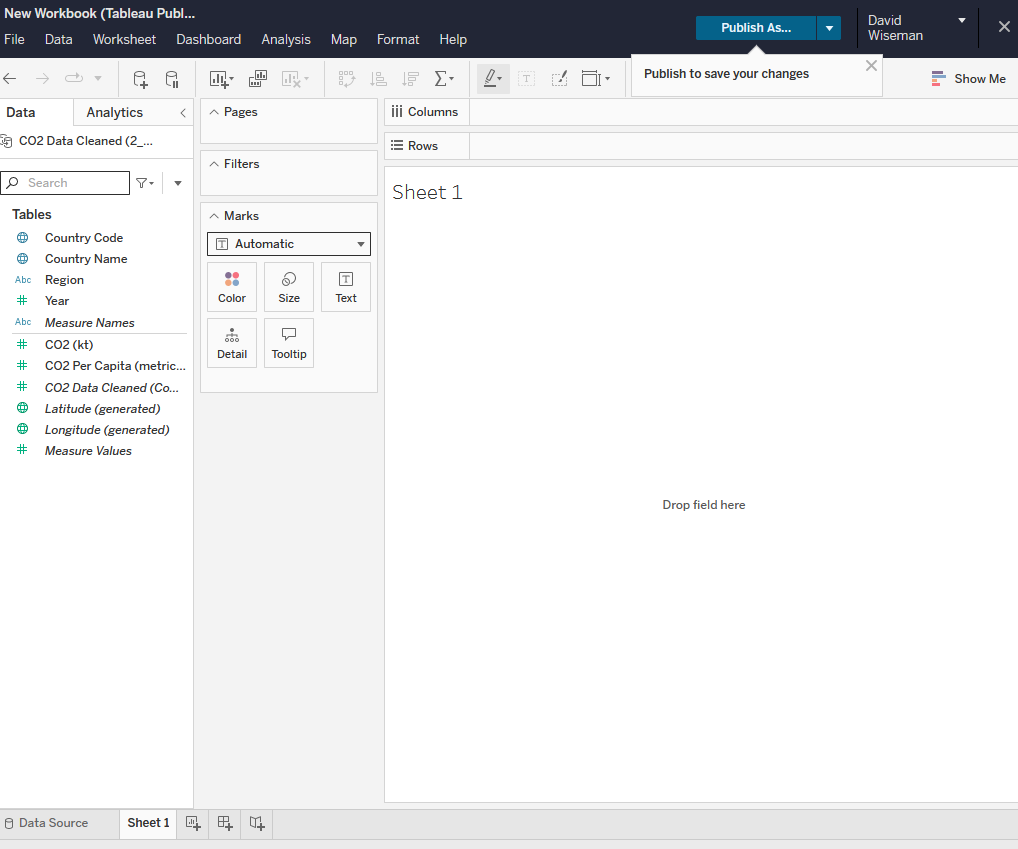 New Workbook (Tableau Publ...
Publish As...
David
Wiseman
File Data Worksheet Dashboard Analysis Map Format Help
Publish to save your changes
Show Me
Data Analytics
CO2 Data Cleaned (2_...
Search
Tables
Country Code
Country Name
Abc Region
Year
Abc Measure Names
CO2 (kt)
CO2 Per Capita (metric...
CO2 Data Cleaned (Co...
Latitude (generated)
Longitude (generated)
Measure Values
Pages
Filters
Marks
T Automatic
Color Size Text
Detail Tooltip
Columns
Rows
Sheet 1
Drop field here
Data Source Sheet 1